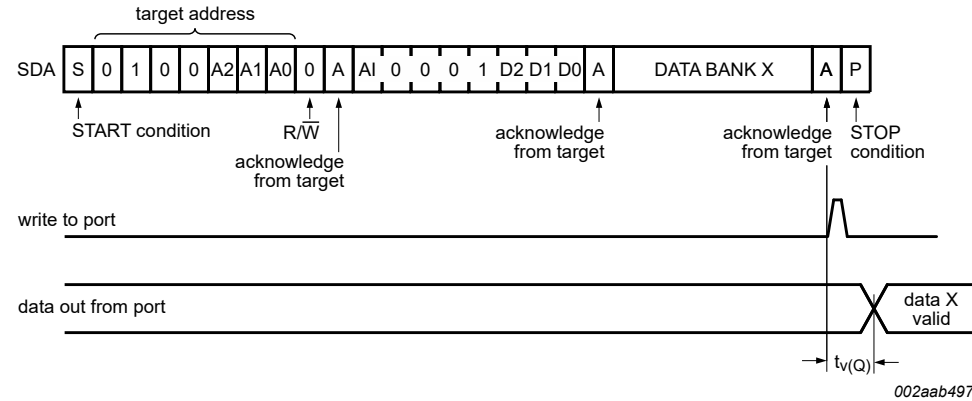 target address
SDA S 0 1 0 0 A2 A1 A0 0 A AI 0 0 0 1 D2 D1 D0 A DATA BANK X A P
START condition
R/W̅
acknowledge
from target
acknowledge
from target
acknowledge
from target
STOP
condition
write to port
data out from port
data X
valid
tv(Q)
002aab497